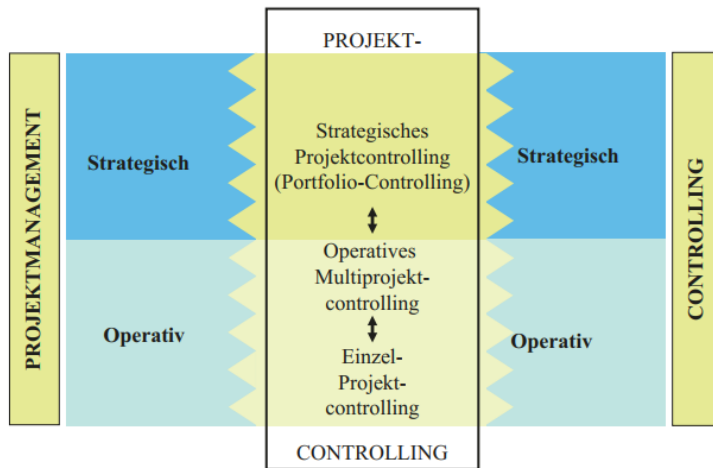 PROJEKT-
PROJEKTMANAGEMENT
Strategisch
Strategisches
Projektcontrolling
(Portfolio-Controlling)
Strategisch
CONTROLLING
Operativ
Operatives
Multiprojekt-
controlling
Einzel-
Projekt-
controlling
Operativ
CONTROLLING